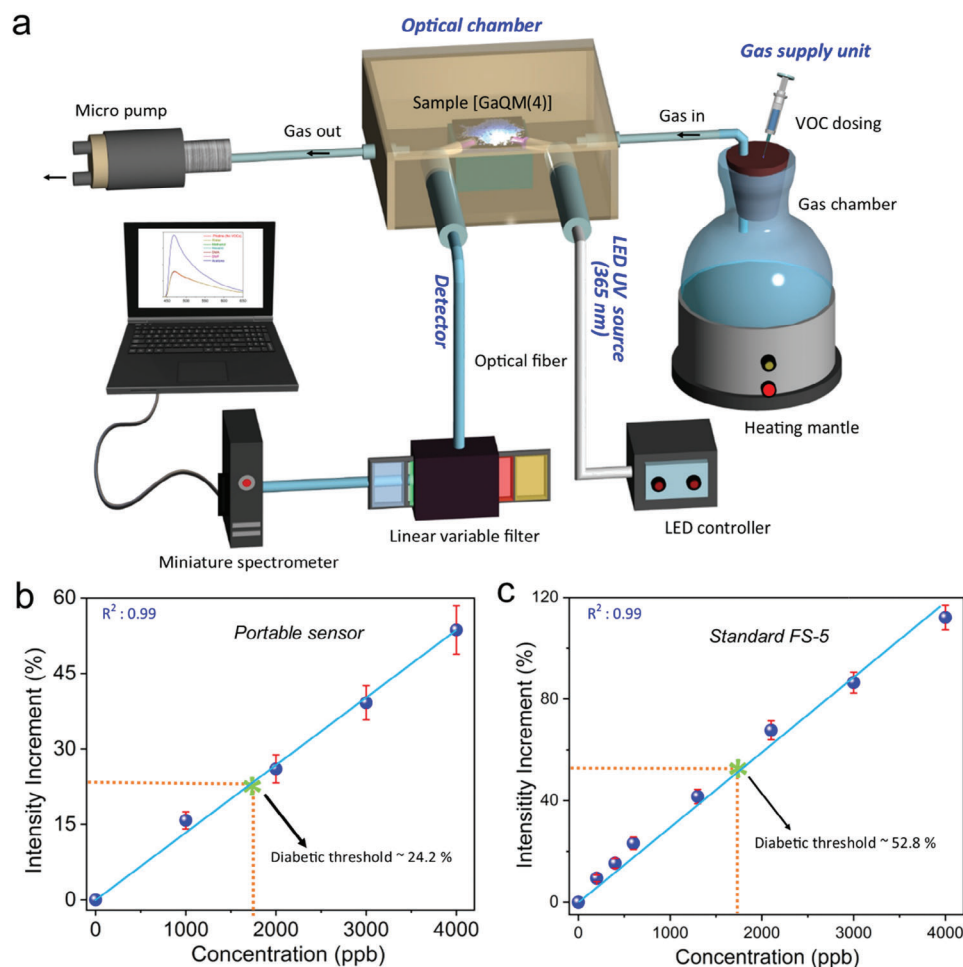 a
Optical chamber
Gas supply unit
Micro pump
Gas out
Sample [GaQM(4)]
Gas in
VOC dosing
Gas chamber
Detector
LED UV source
(365 nm)
Optical fiber
Heating mantle
LED controller
Linear variable filter
Miniature spectrometer
b
R² : 0.99
Portable sensor
Intensity Increment (%)
60
45
30
15
0
Diabetic threshold ~ 24.2 %
0 1000 2000 3000 4000
Concentration (ppb)
c
R² : 0.99
Standard FS-5
Intensitity Increment (%)
120
80
40
0
Diabetic threshold ~ 52.8 %
0 1000 2000 3000 4000
Concentration (ppb)